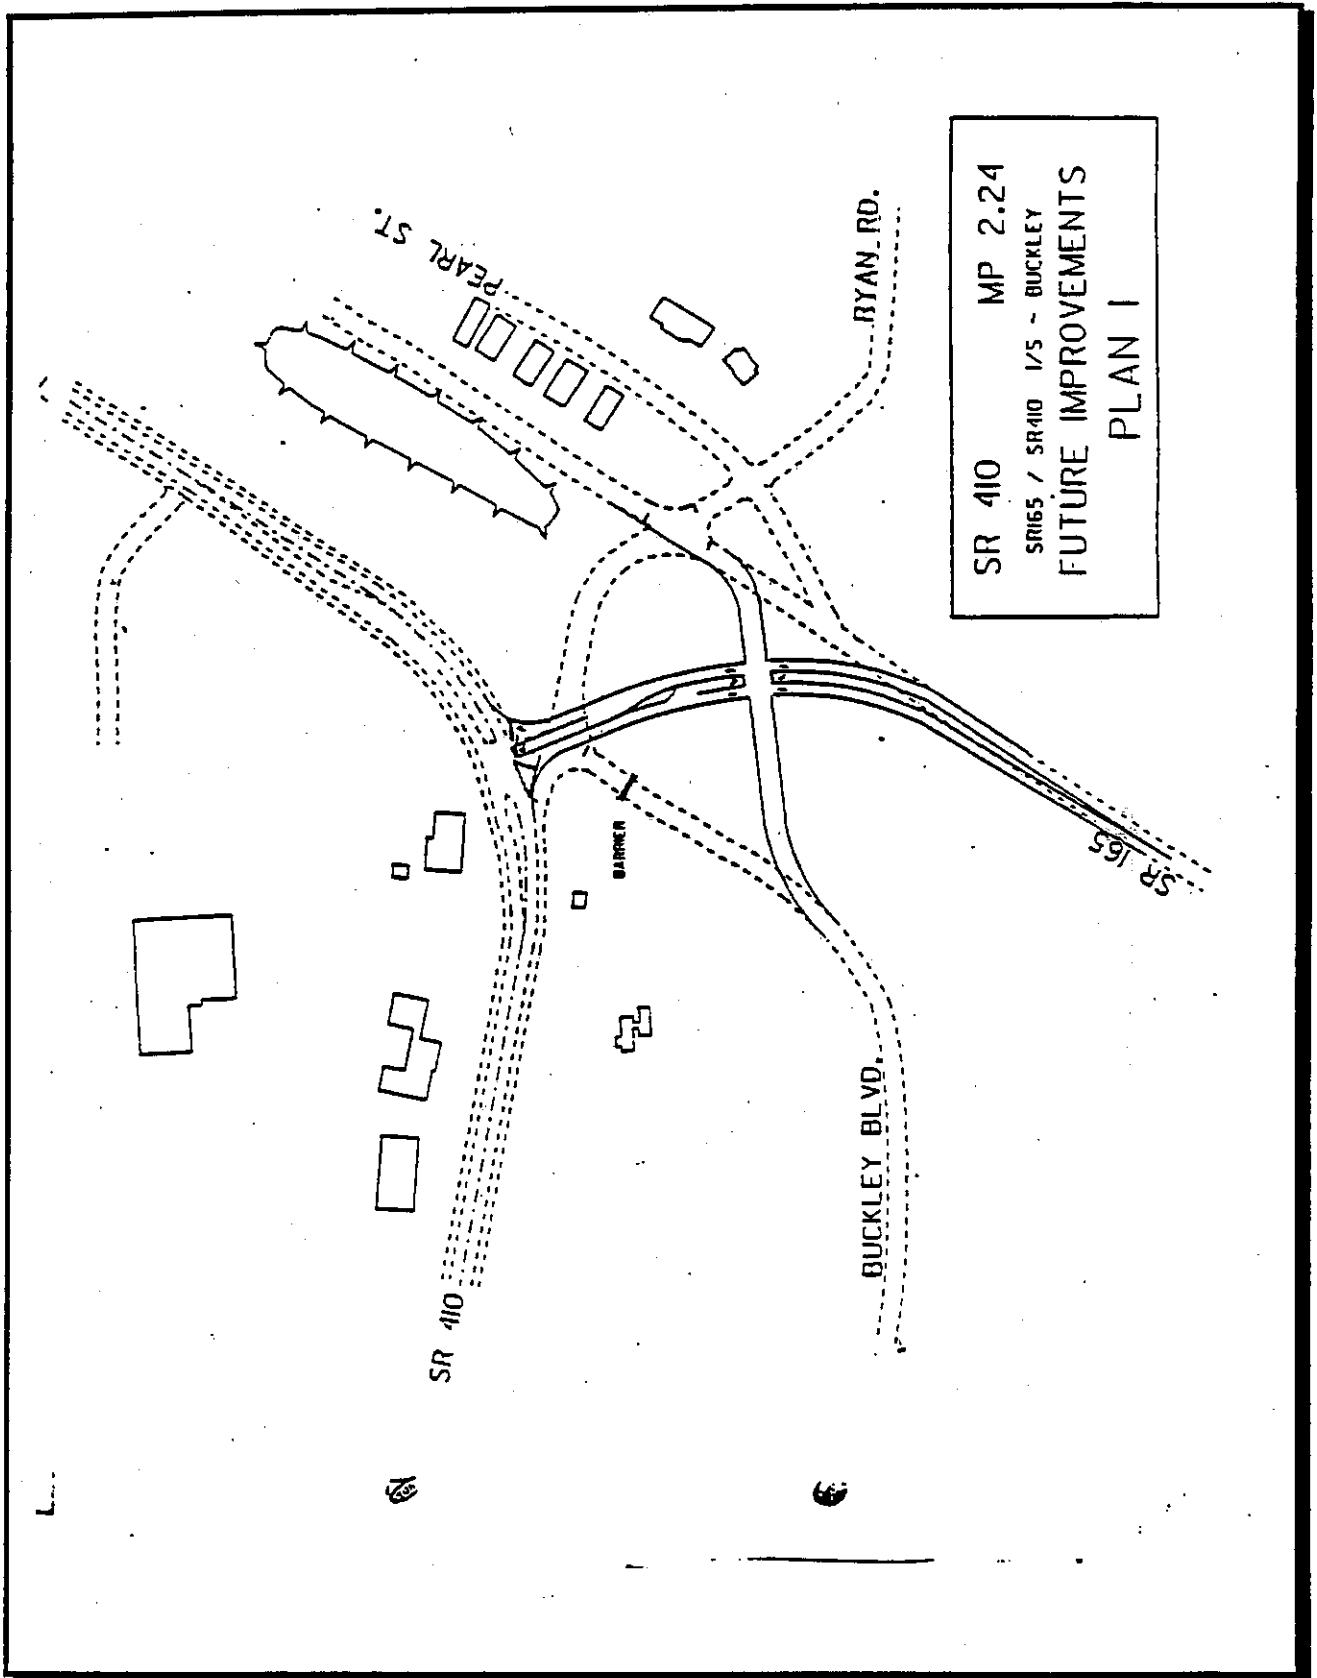 SR 410 MP 2.24
SR165 / SR410 I/S - BUCKLEY
FUTURE IMPROVEMENTS
PLAN I
PEARL ST.
RYAN RD.
SR 165
BARRIER
BUCKLEY BLVD.
SR 410